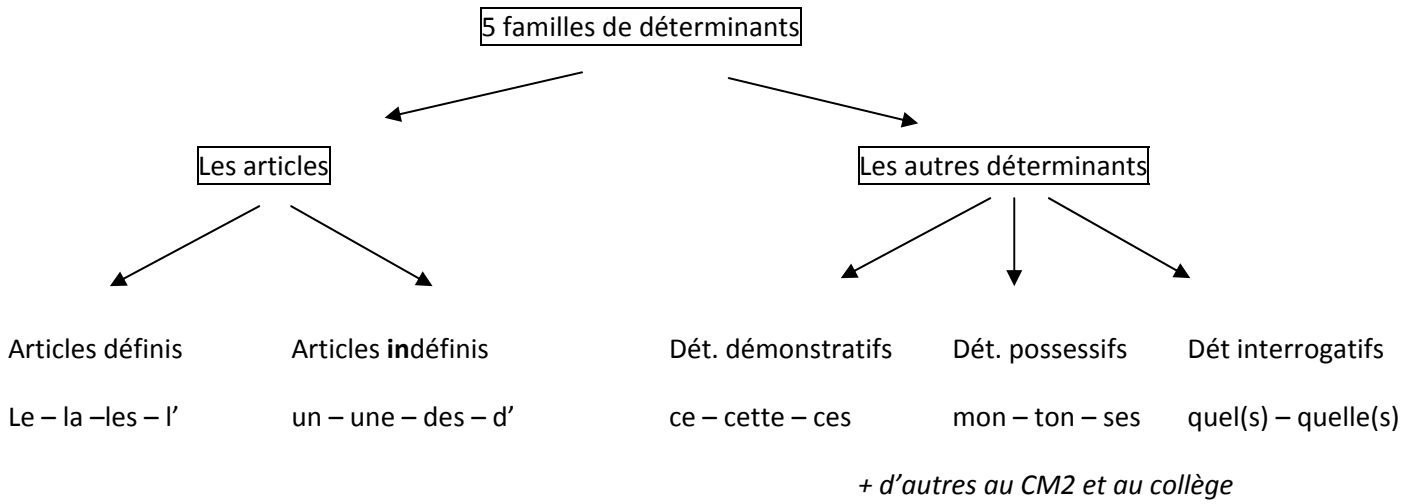 5 familles de déterminants
Les articles
Les autres déterminants
Articles définis
Articles indéfinis
Dét. démonstratifs
Dét. possessifs
Dét interrogatifs
Le – la –les – l’
un – une – des – d’
ce – cette – ces
mon – ton – ses
quel(s) – quelle(s)
+ d’autres au CM2 et au collège